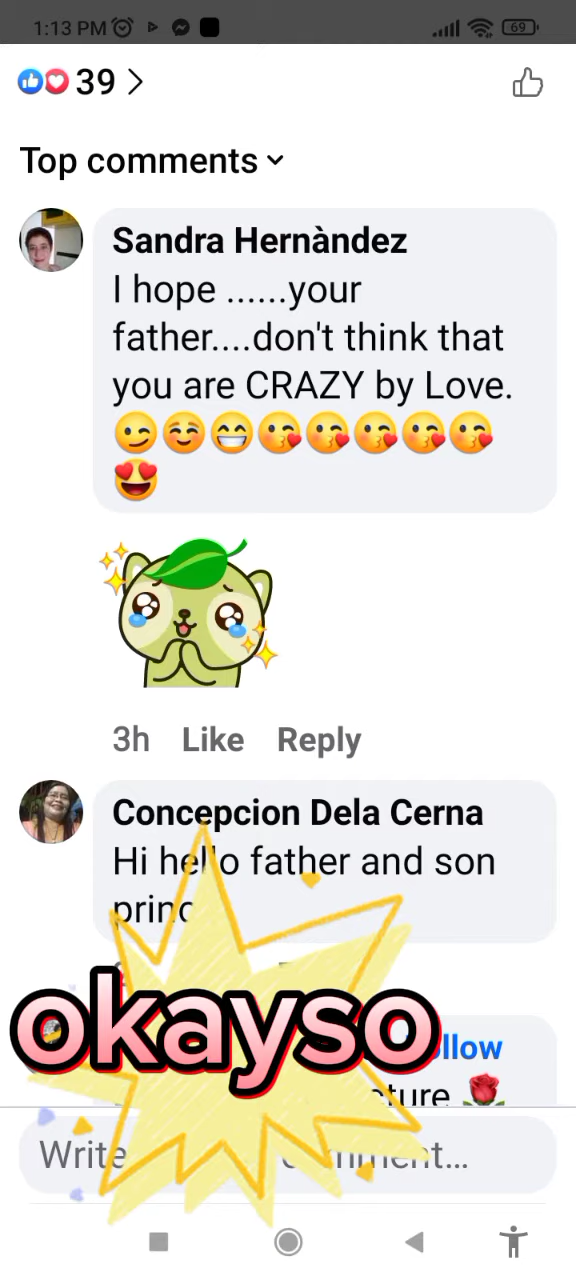 1:13 PM
69
39
Top comments
Sandra Hernàndez
I hope ......your
father....don't think that
you are CRAZY by Love.
3h Like Reply
Concepcion Dela Cerna
Hi hello father and son
okayso
Write